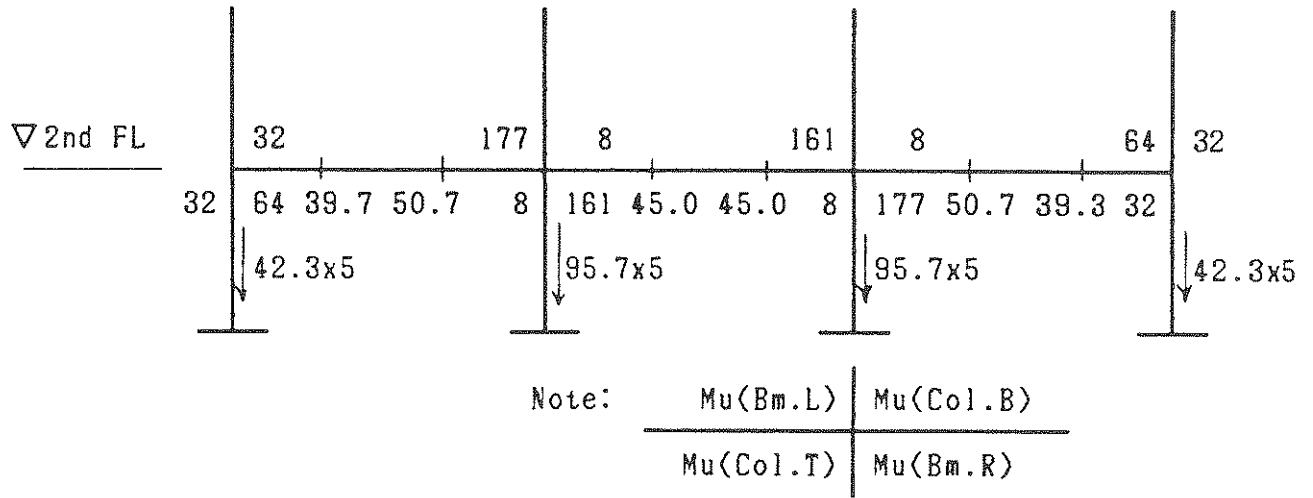 ▽2nd FL 32 177 8 161 8 64 32
32 64 39.7 50.7 8 161 45.0 45.0 8 177 50.7 39.3 32
42.3x5 95.7x5 95.7x5 42.3x5
Note: Mu(Bm.L) Mu(Col.B)
Mu(Col.T) Mu(Bm.R)